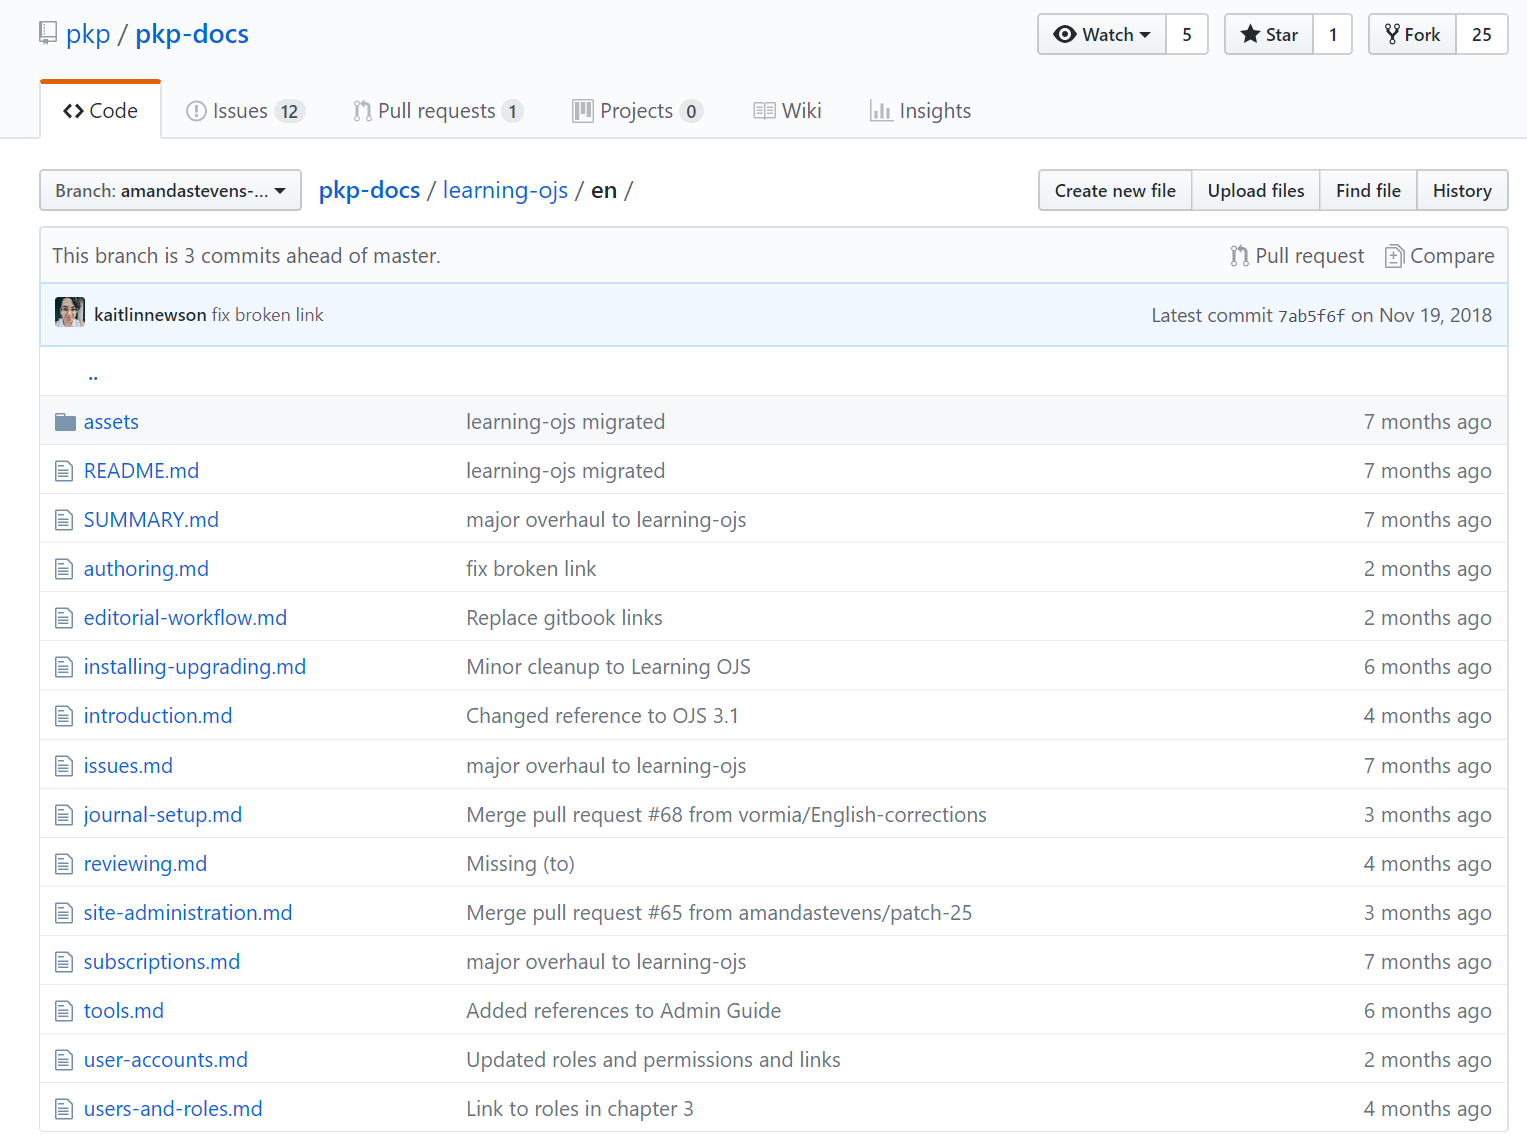 pkp / pkp-docs Watch 5 Star 1 Fork 25
Code Issues 12 Pull requests 1 Projects 0 Wiki Insights
Branch: amandastevens-... pkp-docs / learning-ojs / en / Create new file Upload files Find file History
This branch is 3 commits ahead of master. Pull request Compare
kaitlinnewson fix broken link Latest commit 7ab5f6f on Nov 19, 2018
..
assets learning-ojs migrated 7 months ago
README.md learning-ojs migrated 7 months ago
SUMMARY.md major overhaul to learning-ojs 7 months ago
authoring.md fix broken link 2 months ago
editorial-workflow.md Replace gitbook links 2 months ago
installing-upgrading.md Minor cleanup to Learning OJS 6 months ago
introduction.md Changed reference to OJS 3.1 4 months ago
issues.md major overhaul to learning-ojs 7 months ago
journal-setup.md Merge pull request #68 from vormia/English-corrections 3 months ago
reviewing.md Missing (to) 4 months ago
site-administration.md Merge pull request #65 from amandastevens/patch-25 3 months ago
subscriptions.md major overhaul to learning-ojs 7 months ago
tools.md Added references to Admin Guide 6 months ago
user-accounts.md Updated roles and permissions and links 2 months ago
users-and-roles.md Link to roles in chapter 3 4 months ago